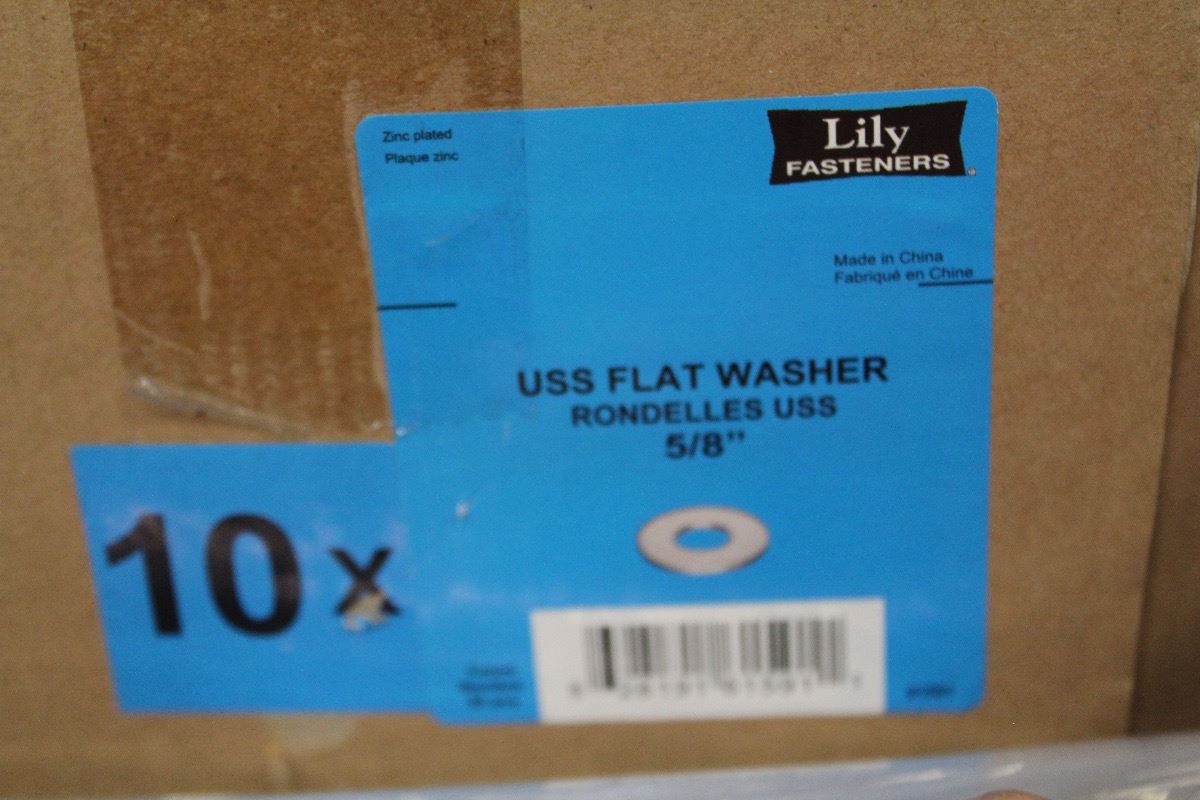 Zinc plated
Plaque zinc
Lily
FASTENERS
Made in China
Fabriqué en Chine
USS FLAT WASHER
RONDELLES USS
5/8”
10 x